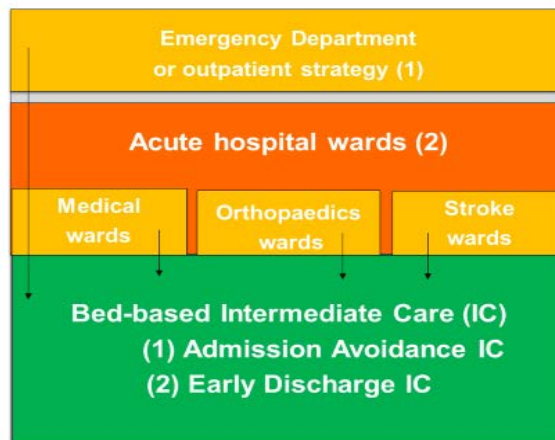 Emergency Department
or outpatient strategy (1)
Acute hospital wards (2)
Medical
wards
Orthopaedics
wards
Stroke
wards
Bed-based Intermediate Care (IC)
(1) Admission Avoidance IC
(2) Early Discharge IC